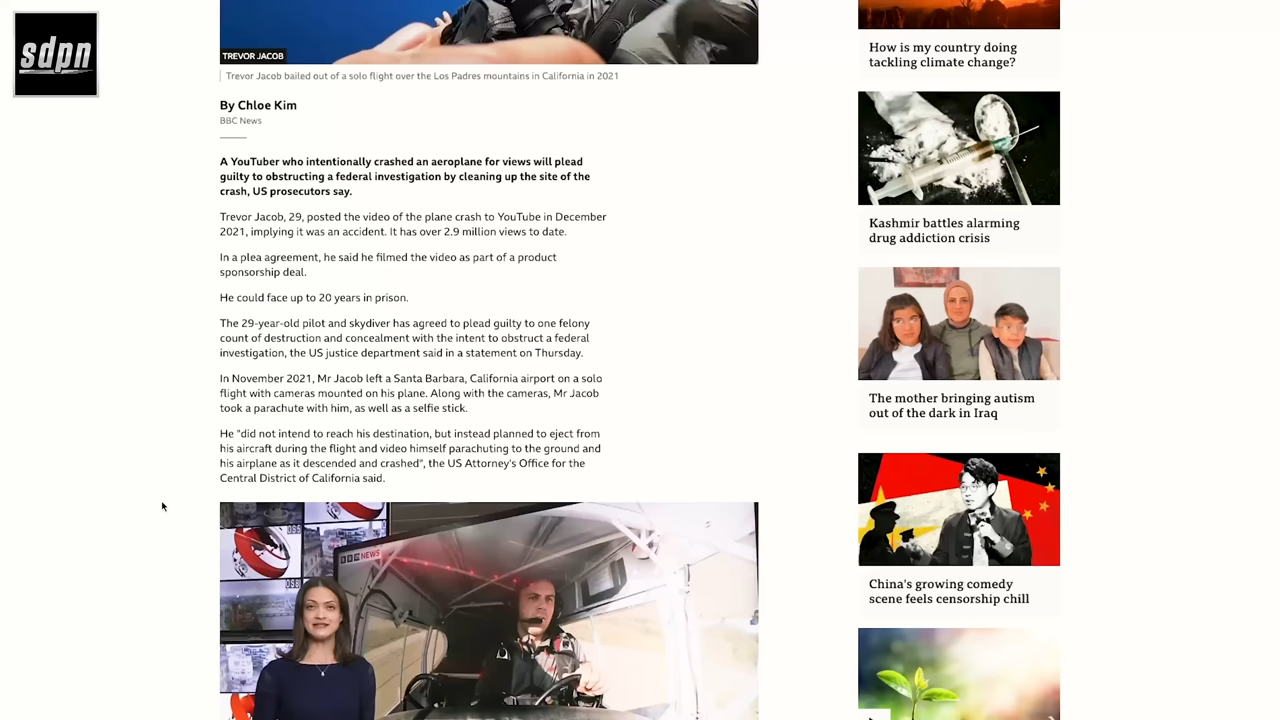 sdpn
TREVOR JACOB
Trevor Jacob bailed out of a solo flight over the Los Padres mountains in California in 2021
By Chloe Kim
BBC News
A YouTuber who intentionally crashed an aeroplane for views will plead
guilty to obstructing a federal investigation by cleaning up the site of the
crash, US prosecutors say.
Trevor Jacob, 29, posted the video of the plane crash to YouTube in December
2021, implying it was an accident. It has over 2.9 million views to date.
In a plea agreement, he said he filmed the video as part of a product
sponsorship deal.
He could face up to 20 years in prison.
The 29-year-old pilot and skydiver has agreed to plead guilty to one felony
count of destruction and concealment with the intent to obstruct a federal
investigation, the US justice department said in a statement on Thursday.
In November 2021, Mr Jacob left a Santa Barbara, California airport on a solo
flight with cameras mounted on his plane. Along with the cameras, Mr Jacob
took a parachute with him, as well as a selfie stick.
He "did not intend to reach his destination, but instead planned to eject from
his aircraft during the flight and video himself parachuting to the ground and
his airplane as it descended and crashed", the US Attorney's Office for the
Central District of California said.
BBC NEWS
How is my country doing
tackling climate change?
Kashmir battles alarming
drug addiction crisis
The mother bringing autism
out of the dark in Iraq
China's growing comedy
scene feels censorship chill